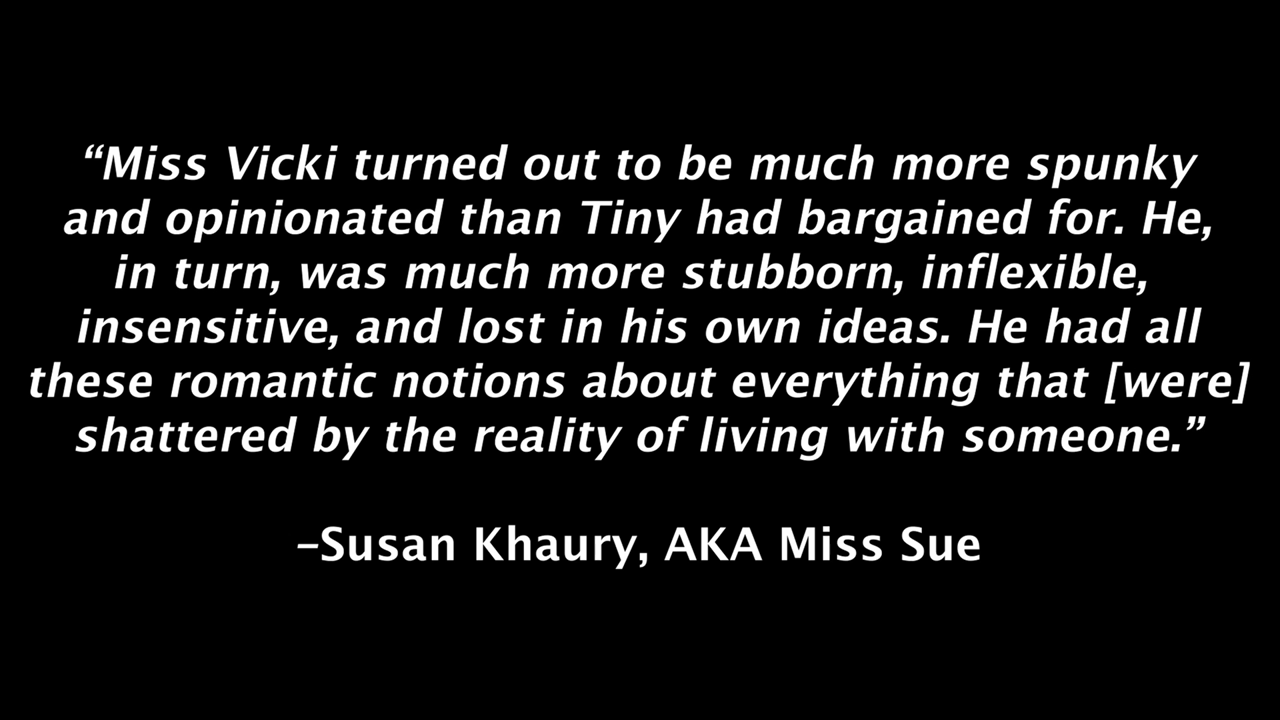 “Miss Vicki turned out to be much more spunky
and opinionated than Tiny had bargained for. He,
in turn, was much more stubborn, inflexible,
insensitive, and lost in his own ideas. He had all
these romantic notions about everything that [were]
shattered by the reality of living with someone.”
–Susan Khaury, AKA Miss Sue